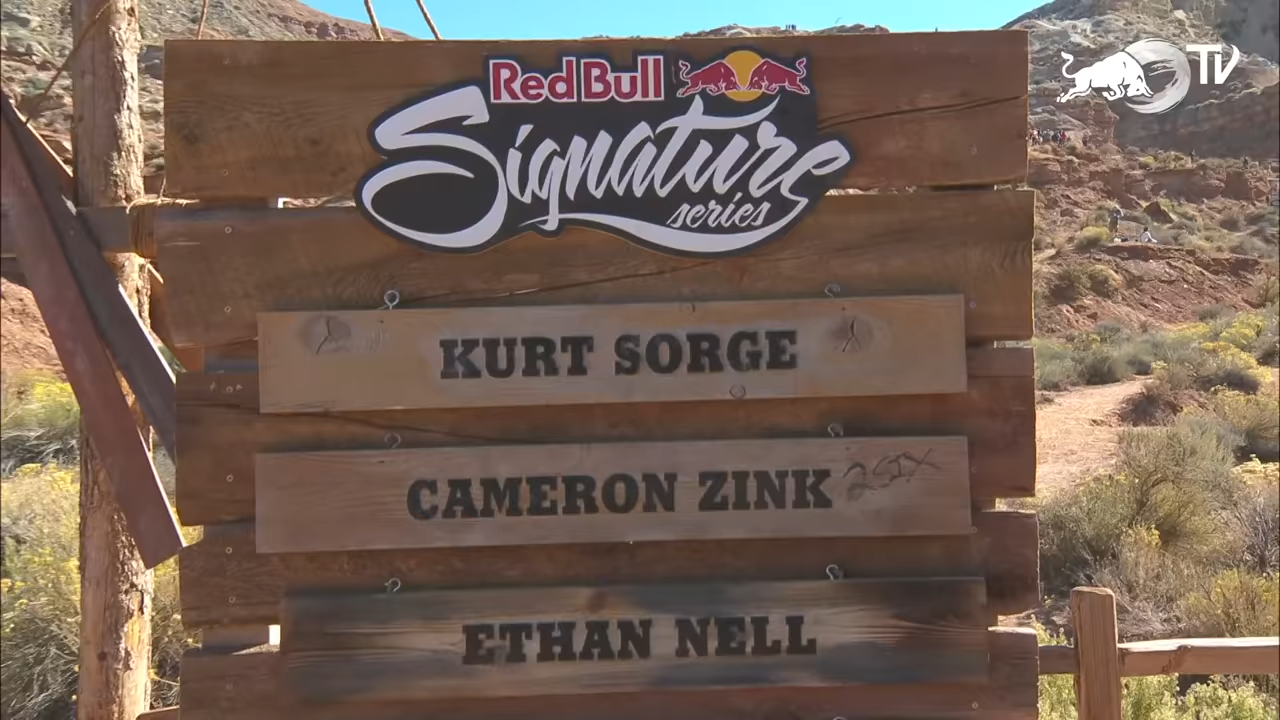 Red Bull
Signature
series
TV
KURT SORGE
CAMERON ZINK
ETHAN NELL